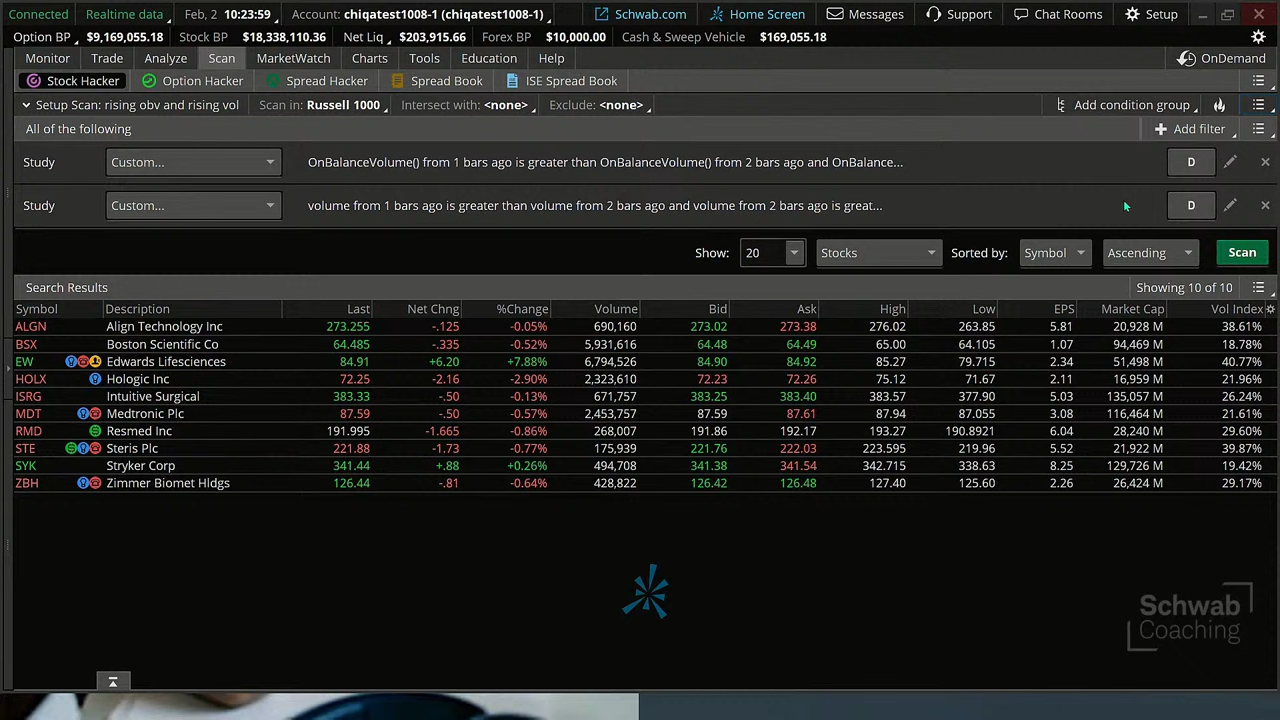 Connected Realtime data Feb, 2 10:23:59 Account: chiqatest1008-1 (chiqatest1008-1) Schwab.com Home Screen Messages Support Chat Rooms Setup
Option BP $9,169,055.18 Stock BP $18,338,110.36 Net Liq $203,915.66 Forex BP $10,000.00 Cash & Sweep Vehicle $169,055.18
Monitor Trade Analyze Scan MarketWatch Charts Tools Education Help OnDemand
Stock Hacker Option Hacker Spread Hacker Spread Book ISE Spread Book
Setup Scan: rising obv and rising vol Scan in: Russell 1000 Intersect with: <none> Exclude: <none> Add condition group
All of the following Add filter
Study Custom... OnBalanceVolume() from 1 bars ago is greater than OnBalanceVolume() from 2 bars ago and OnBalance... D
Study Custom... volume from 1 bars ago is greater than volume from 2 bars ago and volume from 2 bars ago is great... D
Show: 20 Stocks Sorted by: Symbol Ascending Scan
Search Results Showing 10 of 10
Symbol Description Last Net Chng %Change Volume Bid Ask High Low EPS Market Cap Vol Index
ALGN Align Technology Inc 273.255 -.125 -0.05% 690,160 273.02 273.38 276.02 263.85 5.81 20,928 M 38.61%
BSX Boston Scientific Co 64.485 -.335 -0.52% 5,931,616 64.48 64.49 65.00 64.105 1.07 94,469 M 18.78%
EW Edwards Lifesciences 84.91 +6.20 +7.88% 6,794,526 84.90 84.92 85.27 79.715 2.34 51,498 M 40.77%
HOLX Hologic Inc 72.25 -2.16 -2.90% 2,323,610 72.23 72.26 75.12 71.67 2.11 16,959 M 21.96%
ISRG Intuitive Surgical 383.33 -.50 -0.13% 671,757 383.25 383.40 383.57 377.90 5.03 135,057 M 26.24%
MDT Medtronic Plc 87.59 -.50 -0.57% 2,453,757 87.59 87.61 87.94 87.055 3.08 116,464 M 21.61%
RMD Resmed Inc 191.995 -1.665 -0.86% 268,007 191.86 192.17 193.27 190.8921 6.04 28,240 M 29.60%
STE Steris Plc 221.88 -1.73 -0.77% 175,939 221.76 222.03 223.595 219.96 5.52 21,922 M 39.87%
SYK Stryker Corp 341.44 +.88 +0.26% 494,708 341.38 341.54 342.715 338.63 8.25 129,726 M 19.42%
ZBH Zimmer Biomet Hldgs 126.44 -.81 -0.64% 428,822 126.42 126.48 127.40 125.60 2.26 26,424 M 29.17%
Schwab
Coaching